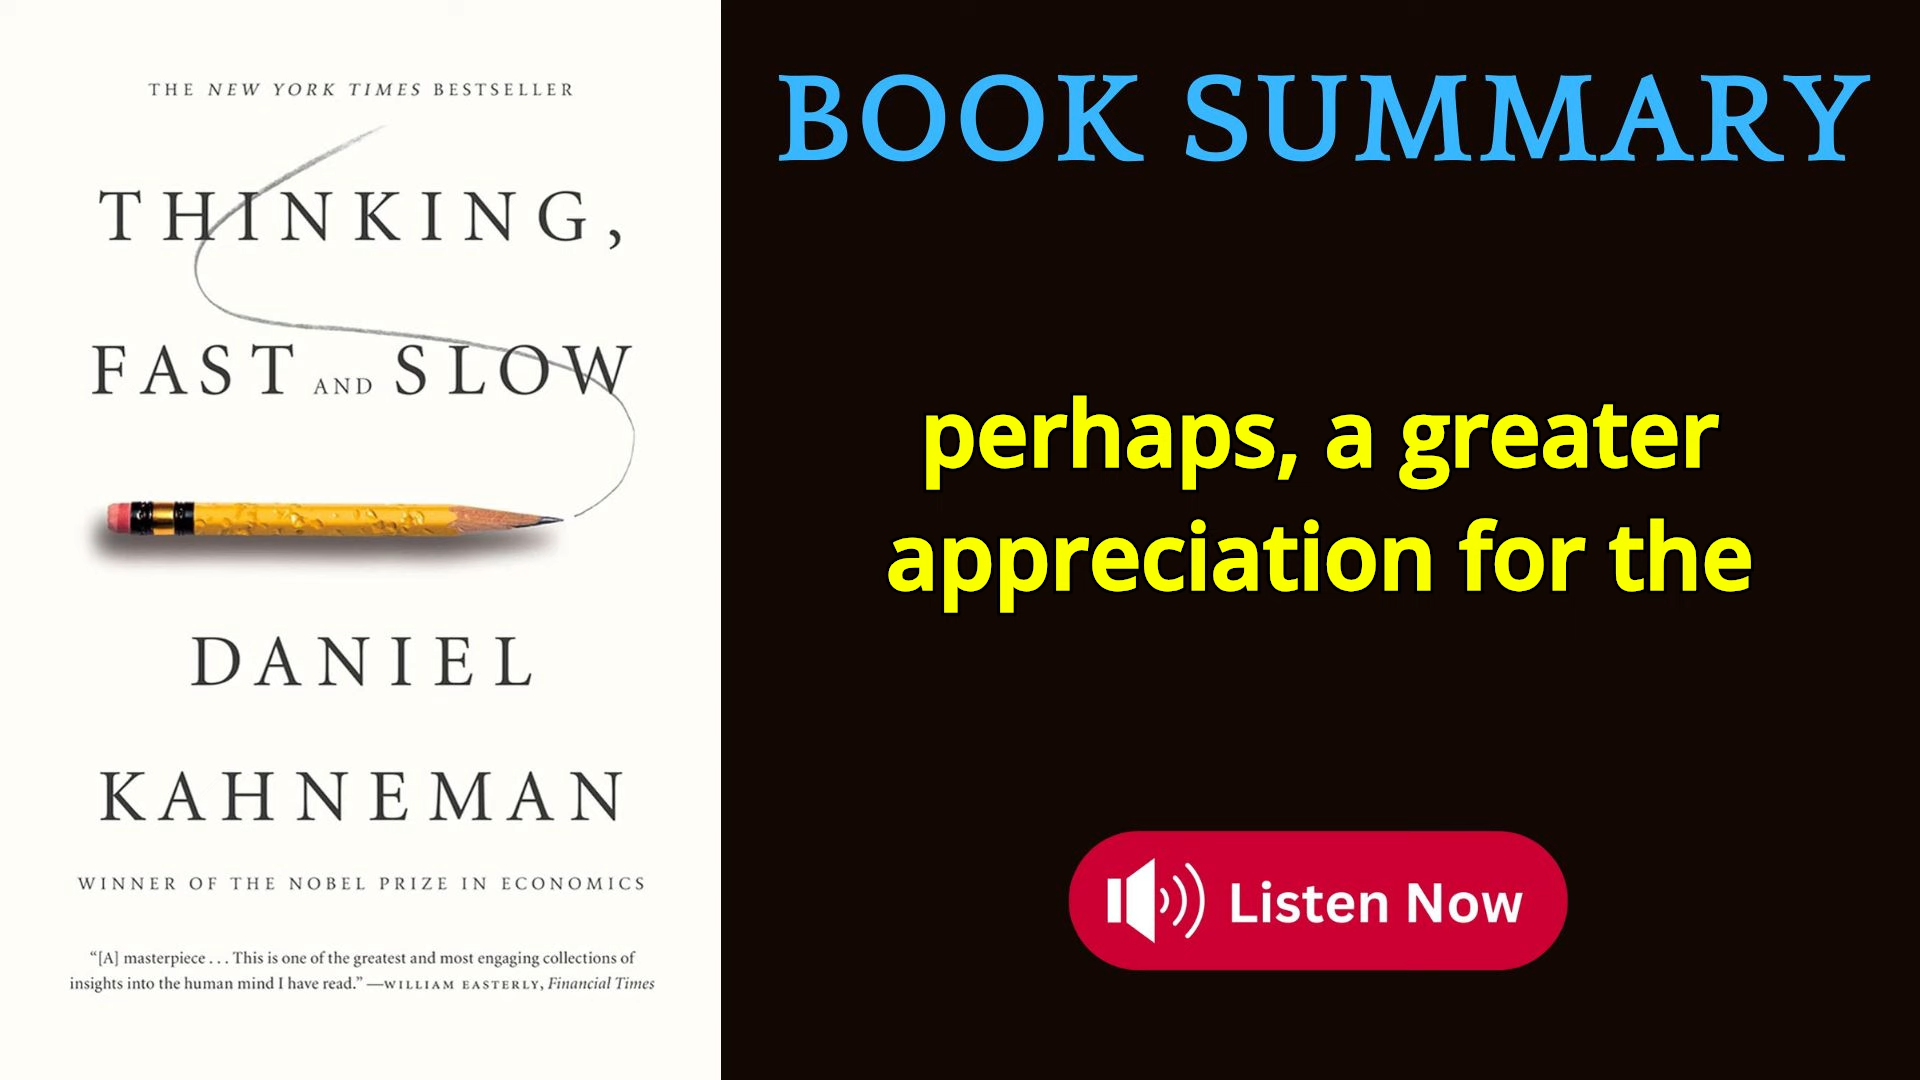 THE NEW YORK TIMES BESTSELLER
THINKING,
FAST AND SLOW
DANIEL
KAHNEMAN
WINNER OF THE NOBEL PRIZE IN ECONOMICS
“[A] masterpiece . . . This is one of the greatest and most engaging collections of
insights into the human mind I have read.” —WILLIAM EASTERLY, Financial Times
BOOK SUMMARY
perhaps, a greater
appreciation for the
Listen Now